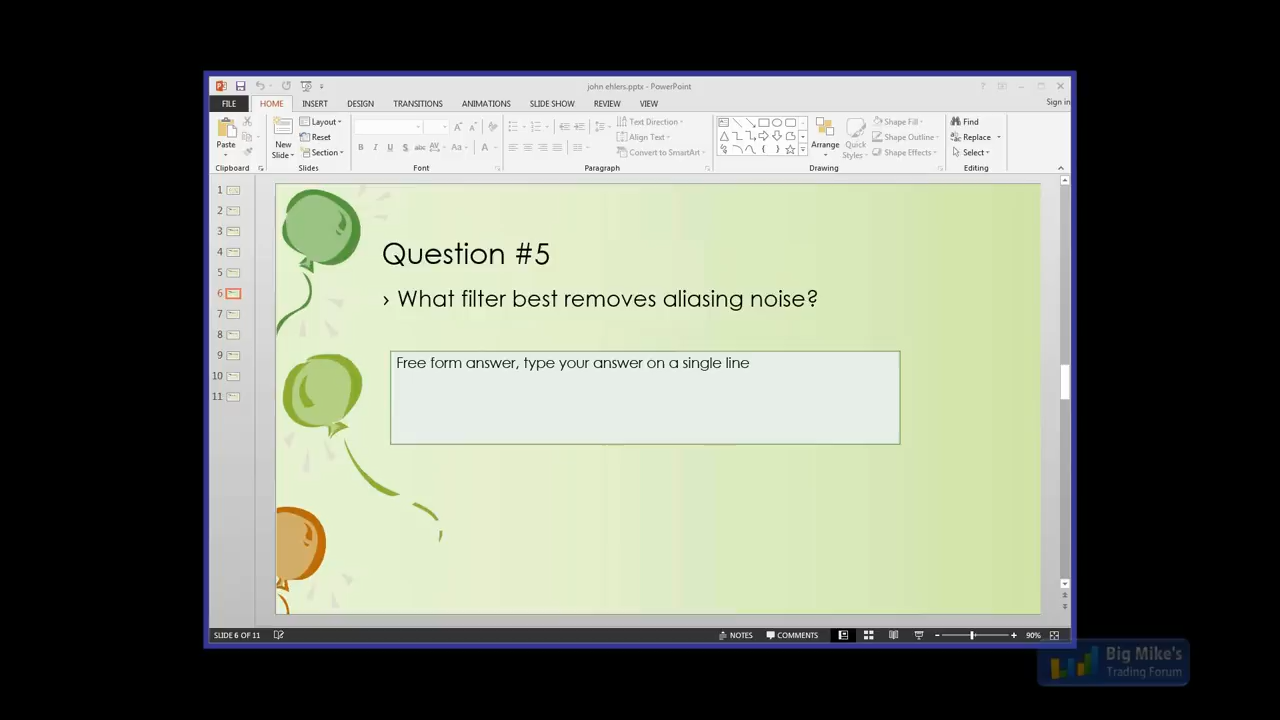 john ehlers.pptx - PowerPoint
Sign in
FILE HOME INSERT DESIGN TRANSITIONS ANIMATIONS SLIDE SHOW REVIEW VIEW
Paste
Clipboard
New
Slide
Layout
Reset
Section
Slides
B I U S abc AV Aa A
Font
Text Direction
Align Text
Convert to SmartArt
Paragraph
Arrange
Quick
Styles
Shape Fill
Shape Outline
Shape Effects
Drawing
Find
Replace
Select
Editing
1
2
3
4
5
6
7
8
9
10
11
Question #5
› What filter best removes aliasing noise?
Free form answer, type your answer on a single line
SLIDE 6 OF 11
NOTES COMMENTS 90%
Big Mike's
Trading Forum